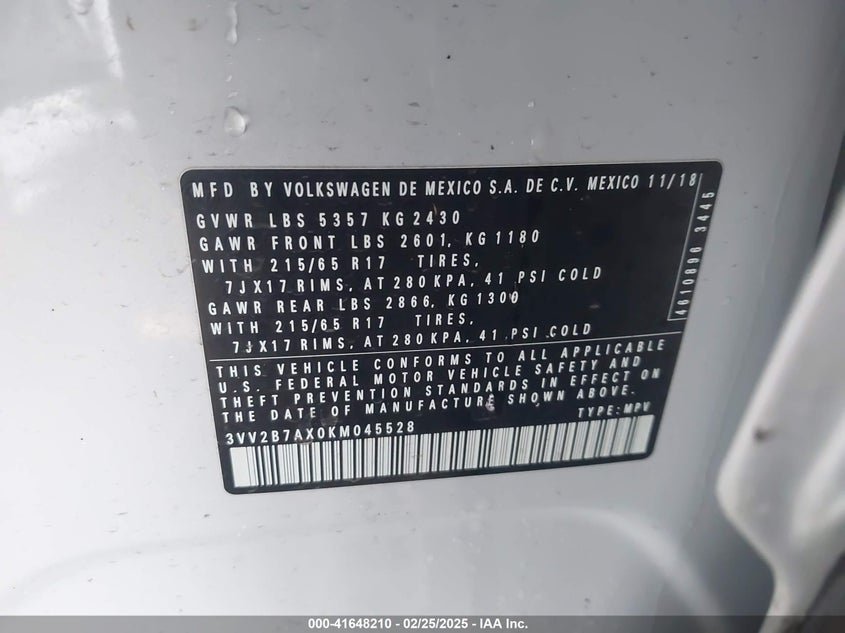 MFD BY VOLKSWAGEN DE MEXICO S.A. DE C.V. MEXICO 11/18
GVWR LBS 5357 KG 2430
GAWR FRONT LBS 2601, KG 1180
WITH 215/65 R17 TIRES,
7JX17 RIMS, AT 280 KPA, 41 PSI COLD
GAWR REAR LBS 2866, KG 1300
WITH 215/65 R17 TIRES,
7JX17 RIMS, AT 280 KPA, 41 PSI COLD
4610896 3445
THIS VEHICLE CONFORMS TO ALL APPLICABLE
U.S. FEDERAL MOTOR VEHICLE SAFETY AND
THEFT PREVENTION STANDARDS IN EFFECT ON
THE DATE OF MANUFACTURE SHOWN ABOVE.
3VV2B7AX0KM045528 TYPE: MPV
000-41648210 - 02/25/2025 - IAA Inc.